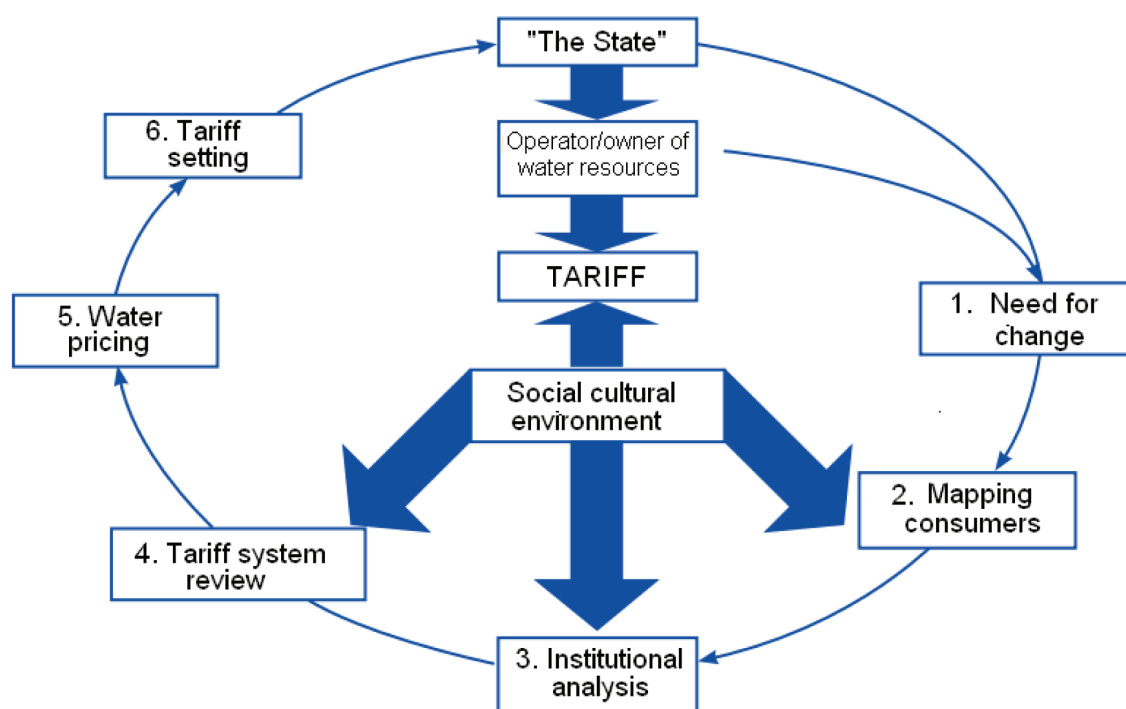 "The State"
Operator/owner of
water resources
TARIFF
Social cultural
environment
1. Need for
change
2. Mapping
consumers
3. Institutional
analysis
4. Tariff system
review
5. Water
pricing
6. Tariff
setting